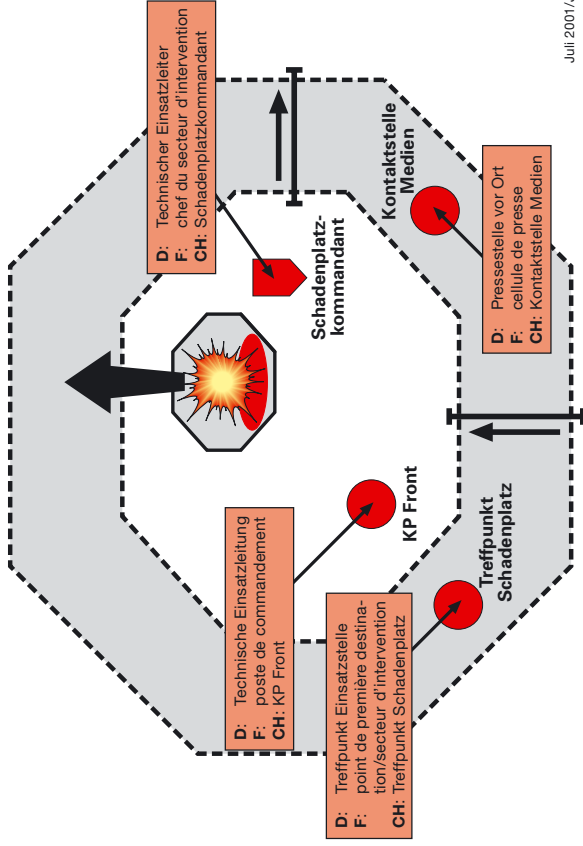 D: Technischer Einsatzleiter
F: chef du secteur d'intervention
CH: Schadenplatzkommandant
D: Technische Einsatzleitung
F: poste de commandement
CH: KP Front
Schadenplatz-
kommandant
Kontaktstelle
Medien
KP Front
D: Treffpunkt Einsatzstelle
F: point de première destina-
tion/secteur d'intervention
CH: Treffpunkt Schadenplatz
Treffpunkt
Schadenplatz
D: Pressestelle vor Ort
F: cellule de presse
CH: Kontaktstelle Medien
Juli 2001/